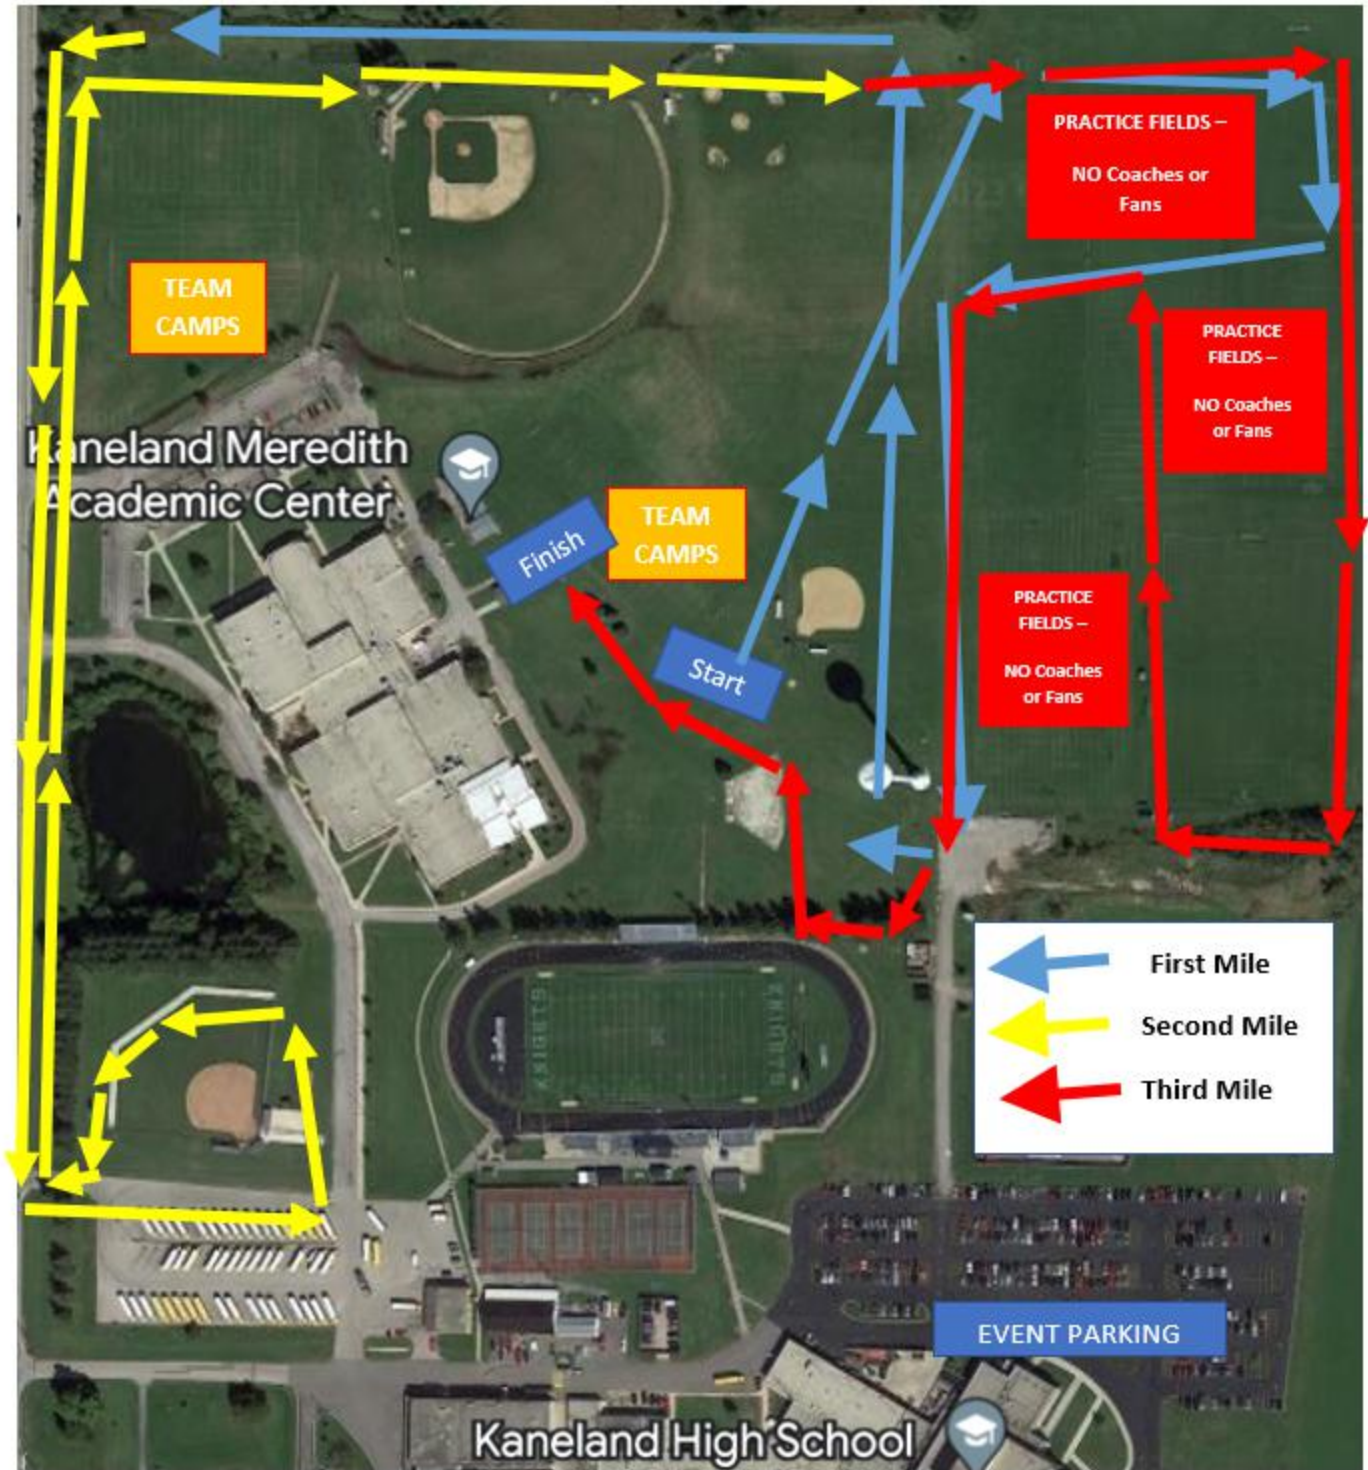 PRACTICE FIELDS –
NO Coaches or
Fans
TEAM
CAMPS
PRACTICE
FIELDS –
NO Coaches
or Fans
Kaneland Meredith
Academic Center
Finish
TEAM
CAMPS
PRACTICE
FIELDS –
NO Coaches
or Fans
Start
KNIGHTS
First Mile
Second Mile
Third Mile
EVENT PARKING
Kaneland High School